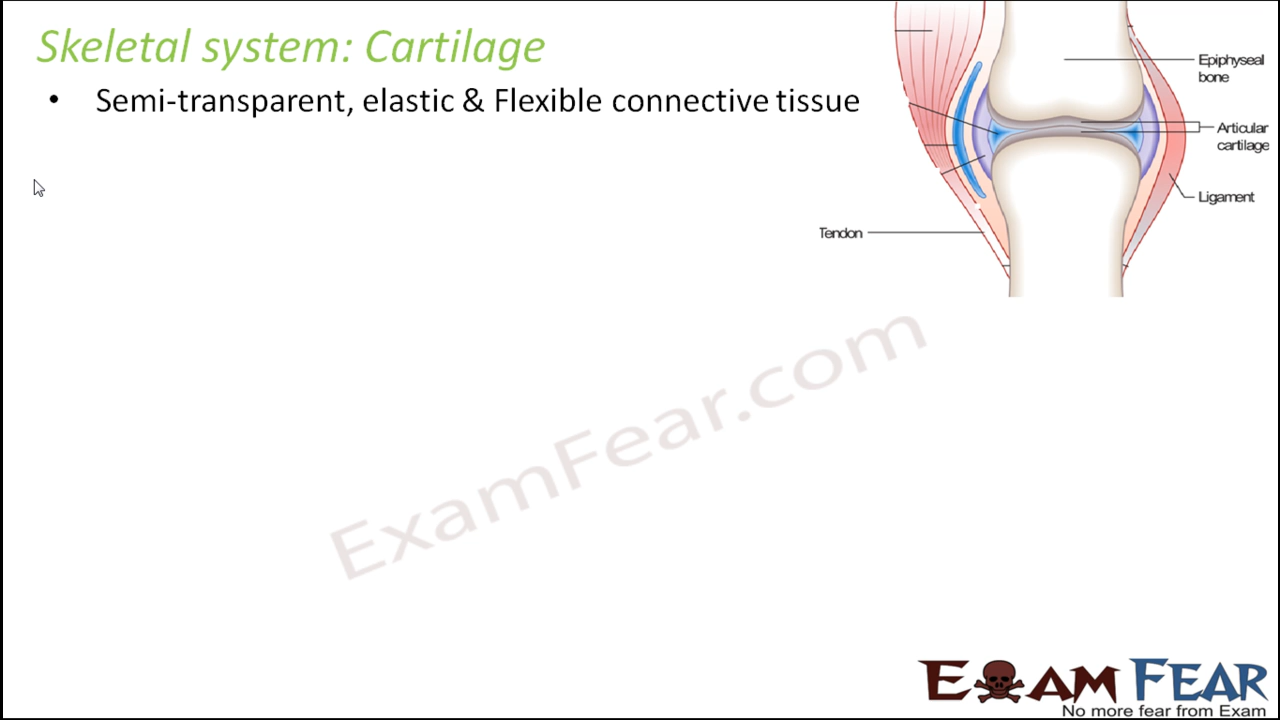 Skeletal system: Cartilage
• Semi-transparent, elastic & Flexible connective tissue
Epiphyseal
bone
Articular
cartilage
Ligament
Tendon
ExamFear.com
EXAM FEAR
No more fear from Exam